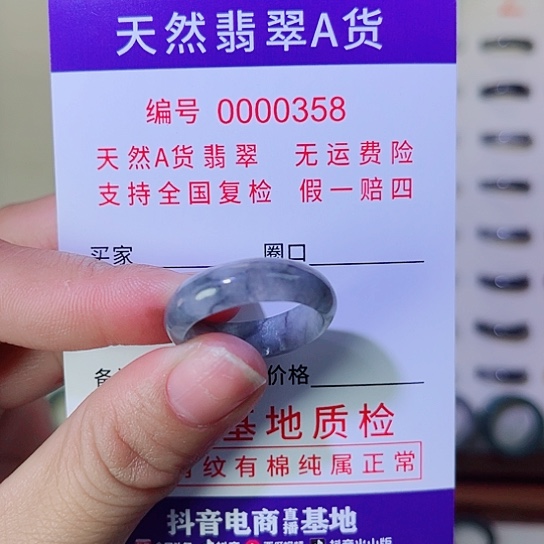 天然翡翠A货
编号 0000358
天然A货翡翠 无运费险
支持全国复检 假一赔四
买家 圈口
价格
基地质检
纹有棉纯属正常
抖音电商直播基地